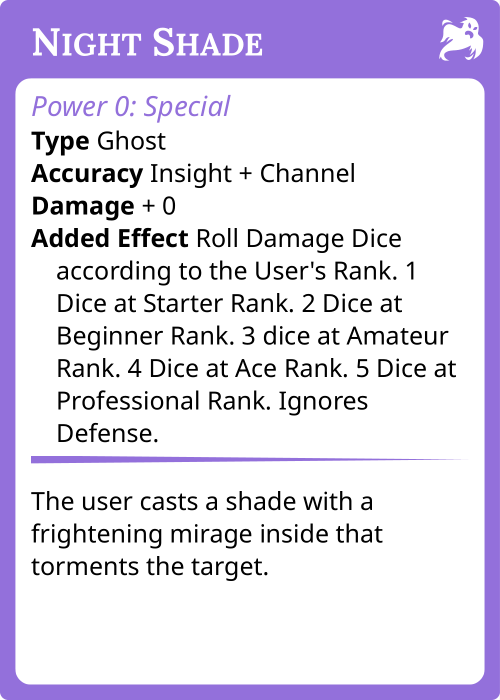 Night Shade
Power 0: Special
Type Ghost
Accuracy Insight + Channel
Damage + 0
Added Effect Roll Damage Dice
according to the User's Rank. 1
Dice at Starter Rank. 2 Dice at
Beginner Rank. 3 dice at Amateur
Rank. 4 Dice at Ace Rank. 5 Dice at
Professional Rank. Ignores
Defense.
The user casts a shade with a
frightening mirage inside that
torments the target.